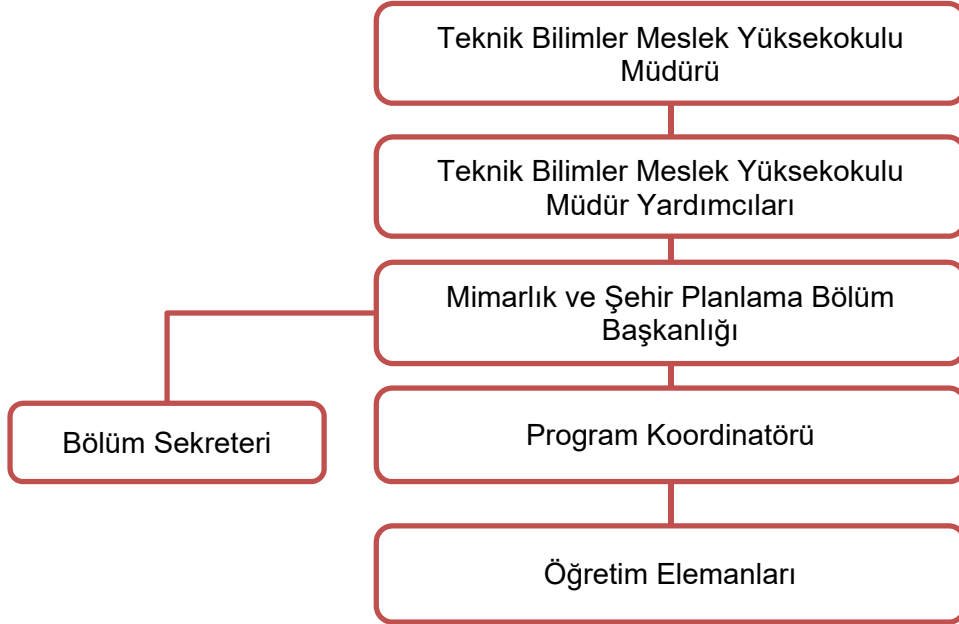 Teknik Bilimler Meslek Yüksekokulu
Müdürü
Teknik Bilimler Meslek Yüksekokulu
Müdür Yardımcıları
Mimarlık ve Şehir Planlama Bölüm
Başkanlığı
Bölüm Sekreteri
Program Koordinatörü
Öğretim Elemanları